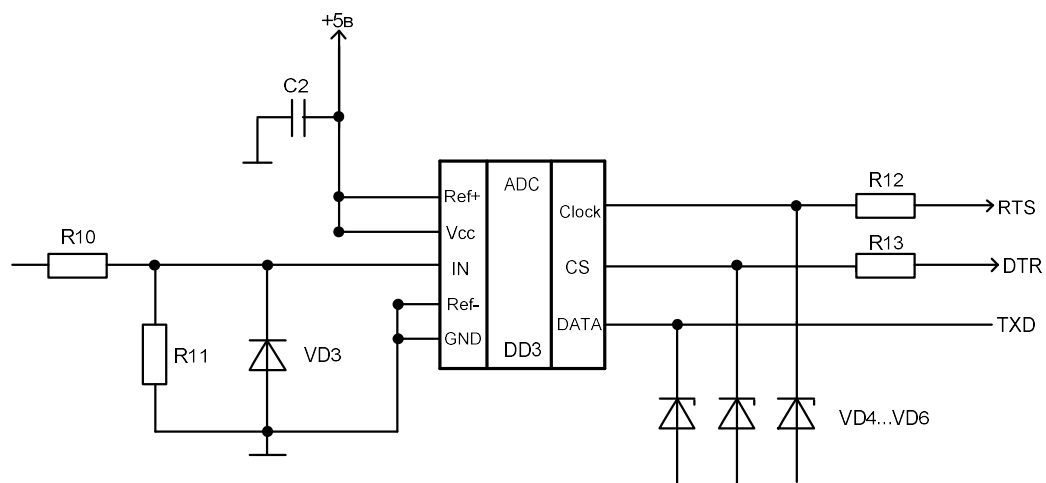 +5в
C2
Ref+
ADC
Clock
R12
RTS
Vcc
R10
IN
CS
R13
DTR
Ref-
DATA
TXD
GND
DD3
R11
VD3
VD4...VD6